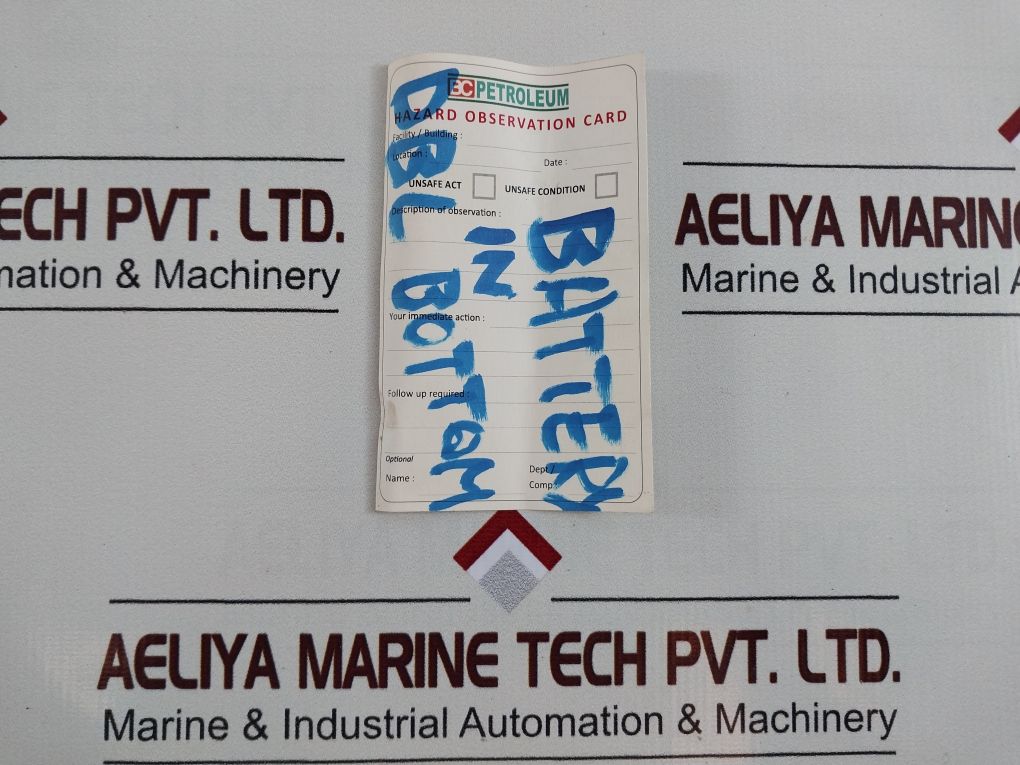 BC PETROLEUM
HAZARD OBSERVATION CARD
Facility / Building :
Location :
Date :
UNSAFE ACT
UNSAFE CONDITION
Description of observation :
Your immediate action :
Follow up required :
Optional
Name :
Dept /
Comp.:
BATTERY
IN
DBL BOTTOM
ECH PVT. LTD.
mation & Machinery
AELIYA MARINE
Marine & Industrial A
AELIYA MARINE TECH PVT. LTD.
Marine & Industrial Automation & Machinery